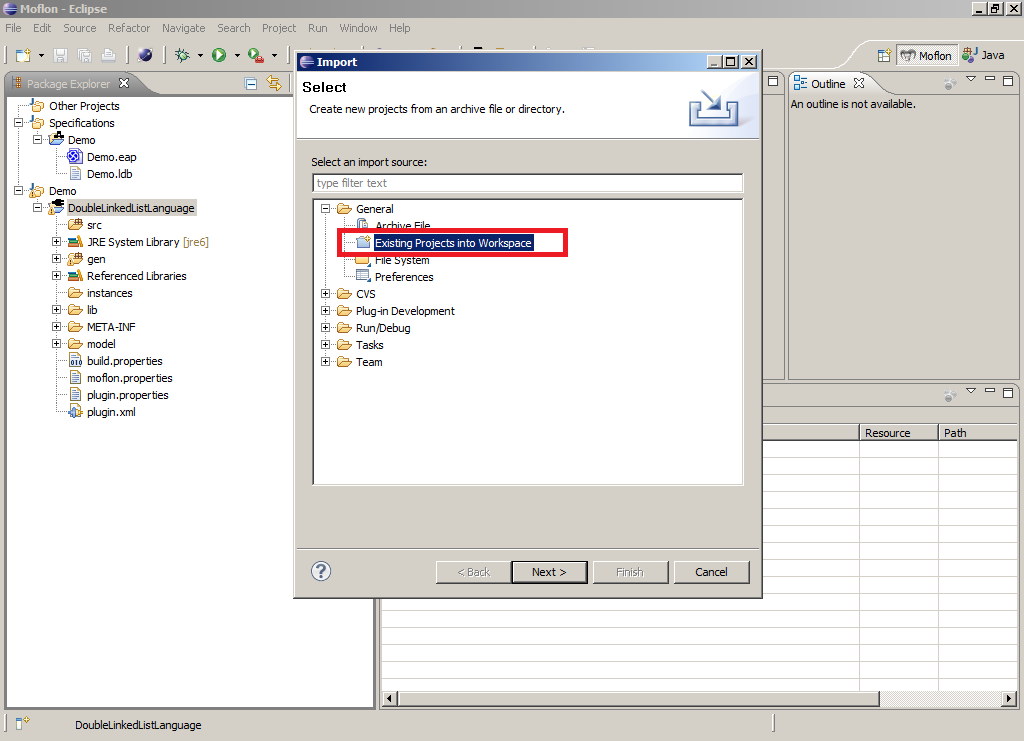 Moflon - Eclipse
File Edit Source Refactor Navigate Search Project Run Window Help
Moflon Java
Package Explorer
Other Projects
Specifications
Demo
Demo.eap
Demo.ldb
Demo
DoubleLinkedListLanguage
src
JRE System Library [jre6]
gen
Referenced Libraries
instances
lib
META-INF
model
build.properties
moflon.properties
plugin.properties
plugin.xml
Import
Select
Create new projects from an archive file or directory.
Select an import source:
type filter text
General
Archive File
Existing Projects into Workspace
File System
Preferences
CVS
Plug-in Development
Run/Debug
Tasks
Team
? < Back Next > Finish Cancel
Outline
An outline is not available.
Resource Path
DoubleLinkedListLanguage